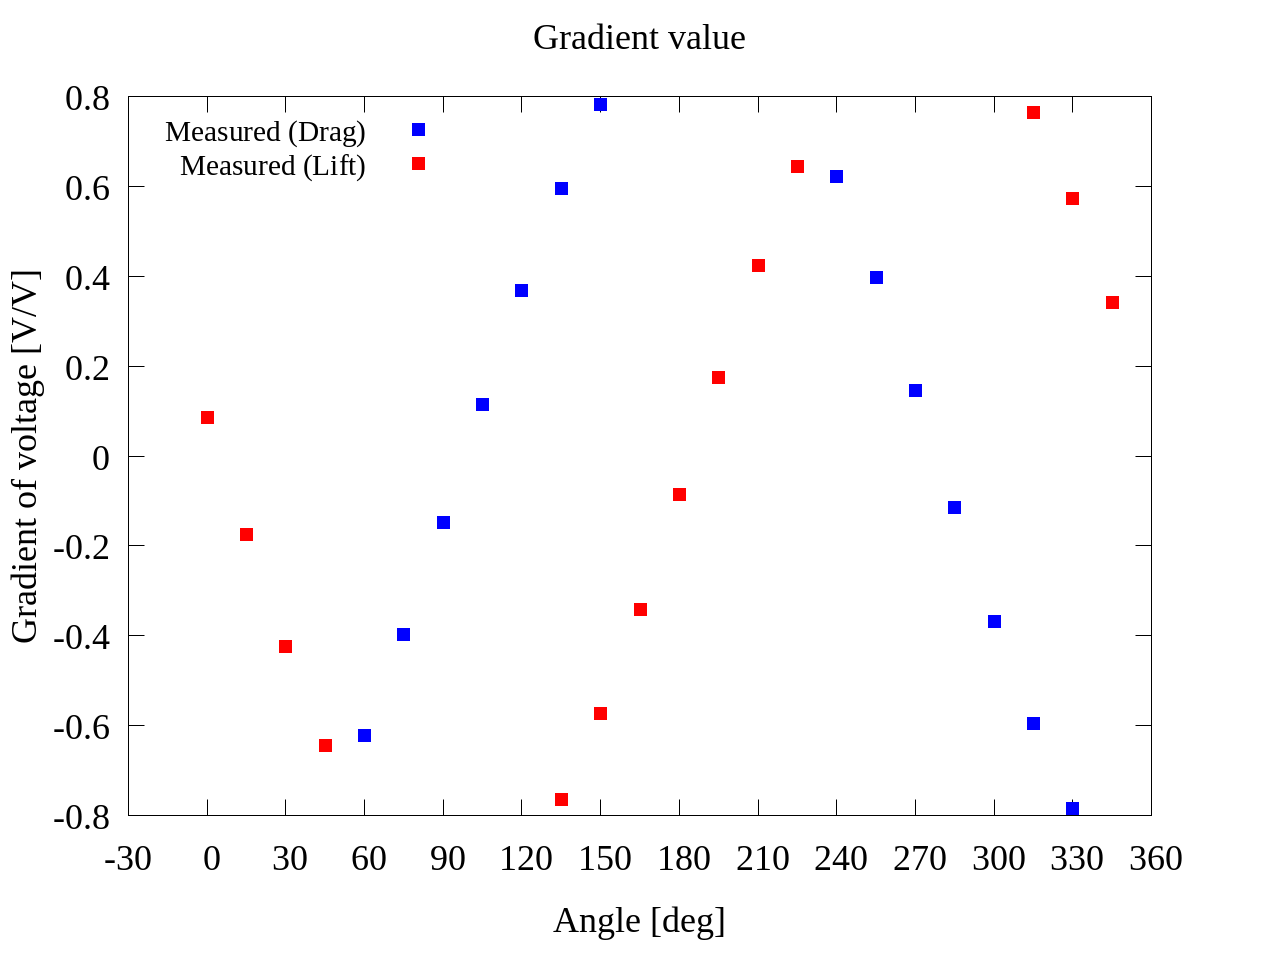 Gradient value
0.8
0.6
0.4
0.2
0
-0.2
-0.4
-0.6
-0.8
Gradient of voltage [V/V]
Measured (Drag)
Measured (Lift)
-30 0 30 60 90 120 150 180 210 240 270 300 330 360
Angle [deg]